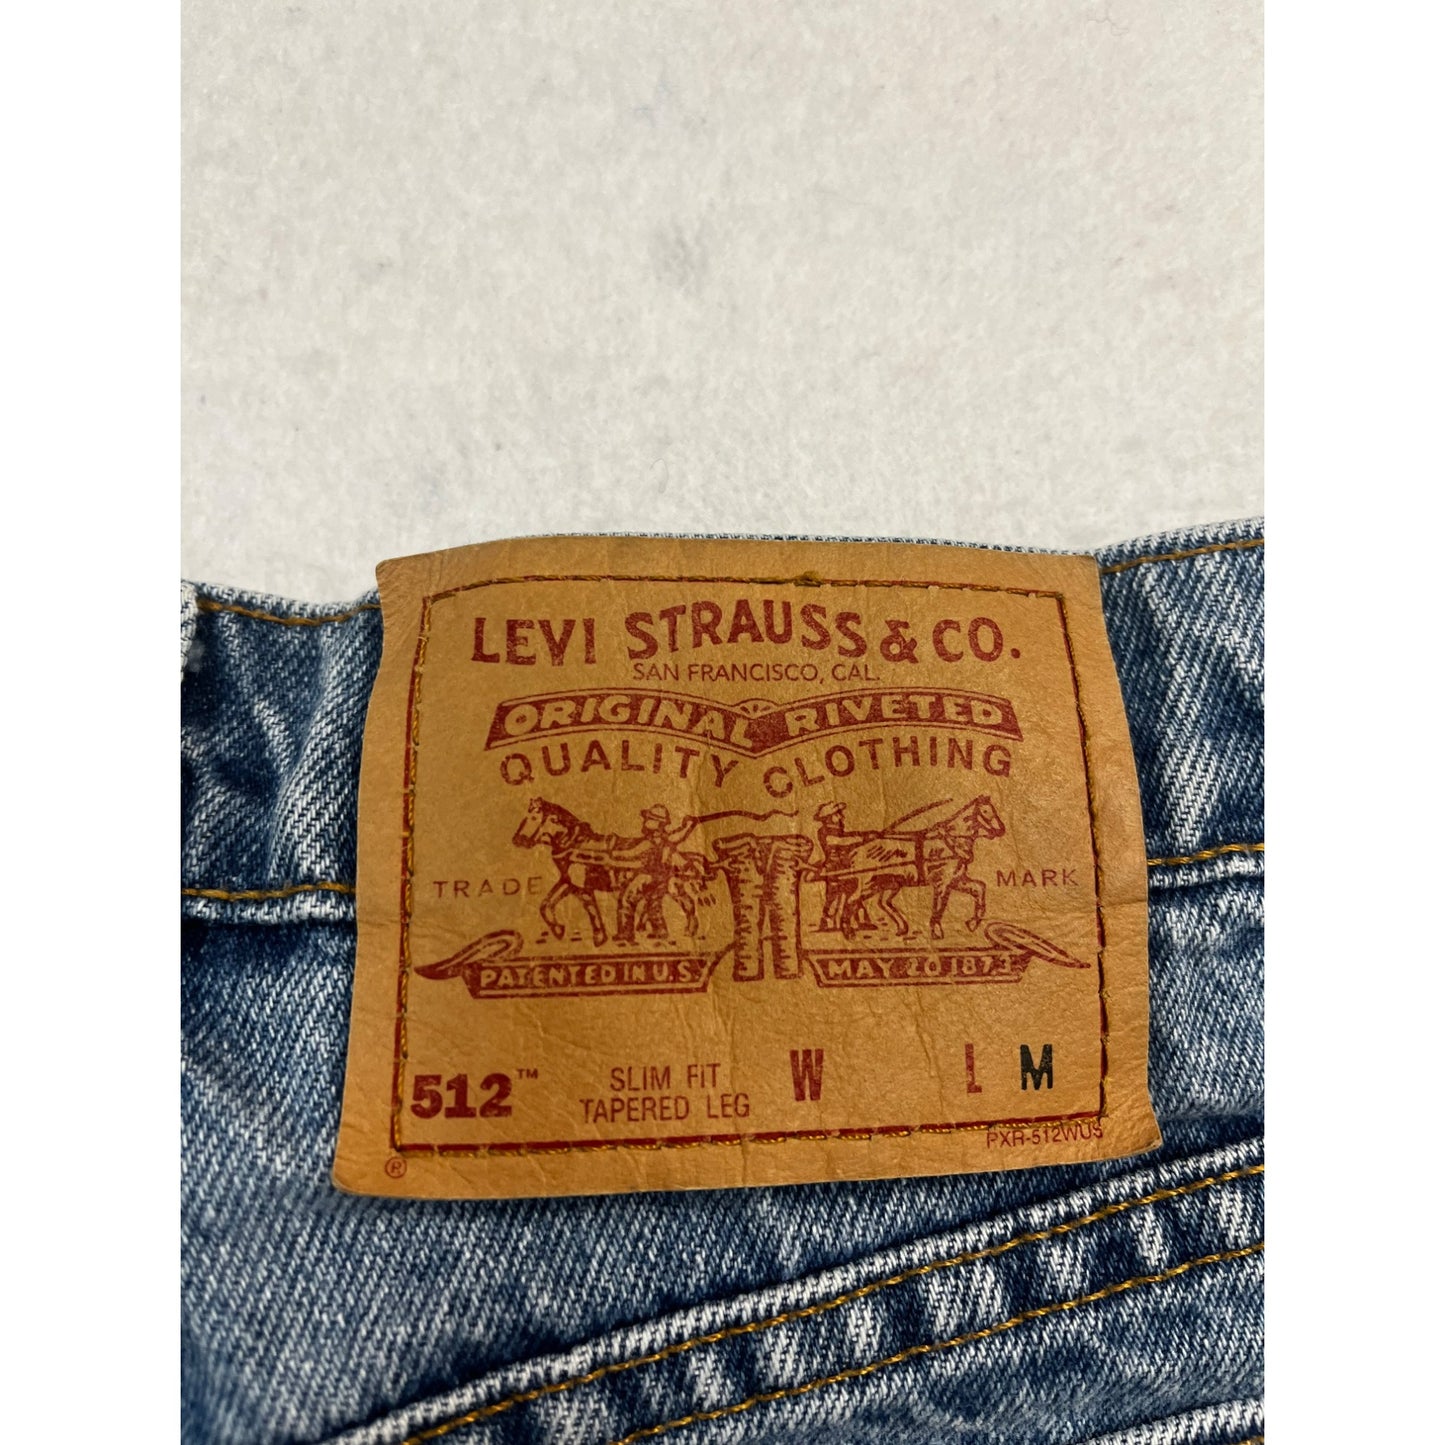 LEVI STRAUSS & CO.
SAN FRANCISCO, CAL.
ORIGINAL RIVETED
QUALITY CLOTHING
TRADE MARK
PATENTED IN U.S. MAY 20 1873
512™ SLIM FIT W L M
TAPERED LEG
PXR-512WUS
®